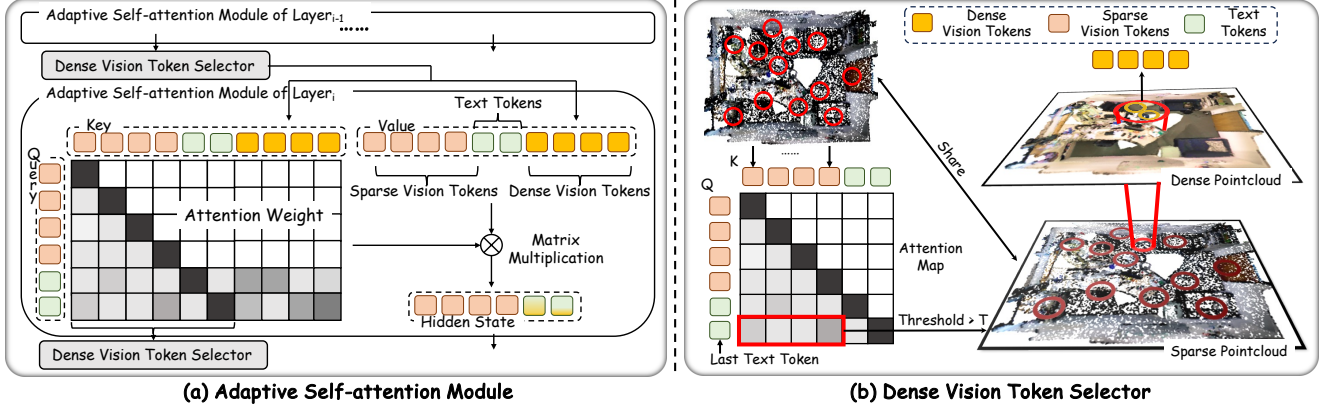 Adaptive Self-attention Module of Layer i-1
......
Dense Vision Token Selector
Adaptive Self-attention Module of Layer i
Text Tokens
Key
Value
Query
Sparse Vision Tokens
Dense Vision Tokens
Attention Weight
Matrix
Multiplication
Hidden State
Dense Vision Token Selector
(a) Adaptive Self-attention Module
Dense
Vision Tokens
Sparse
Vision Tokens
Text
Tokens
Share
......
K
Q
Dense Pointcloud
Attention
Map
Threshold > T
Last Text Token
Sparse Pointcloud
(b) Dense Vision Token Selector